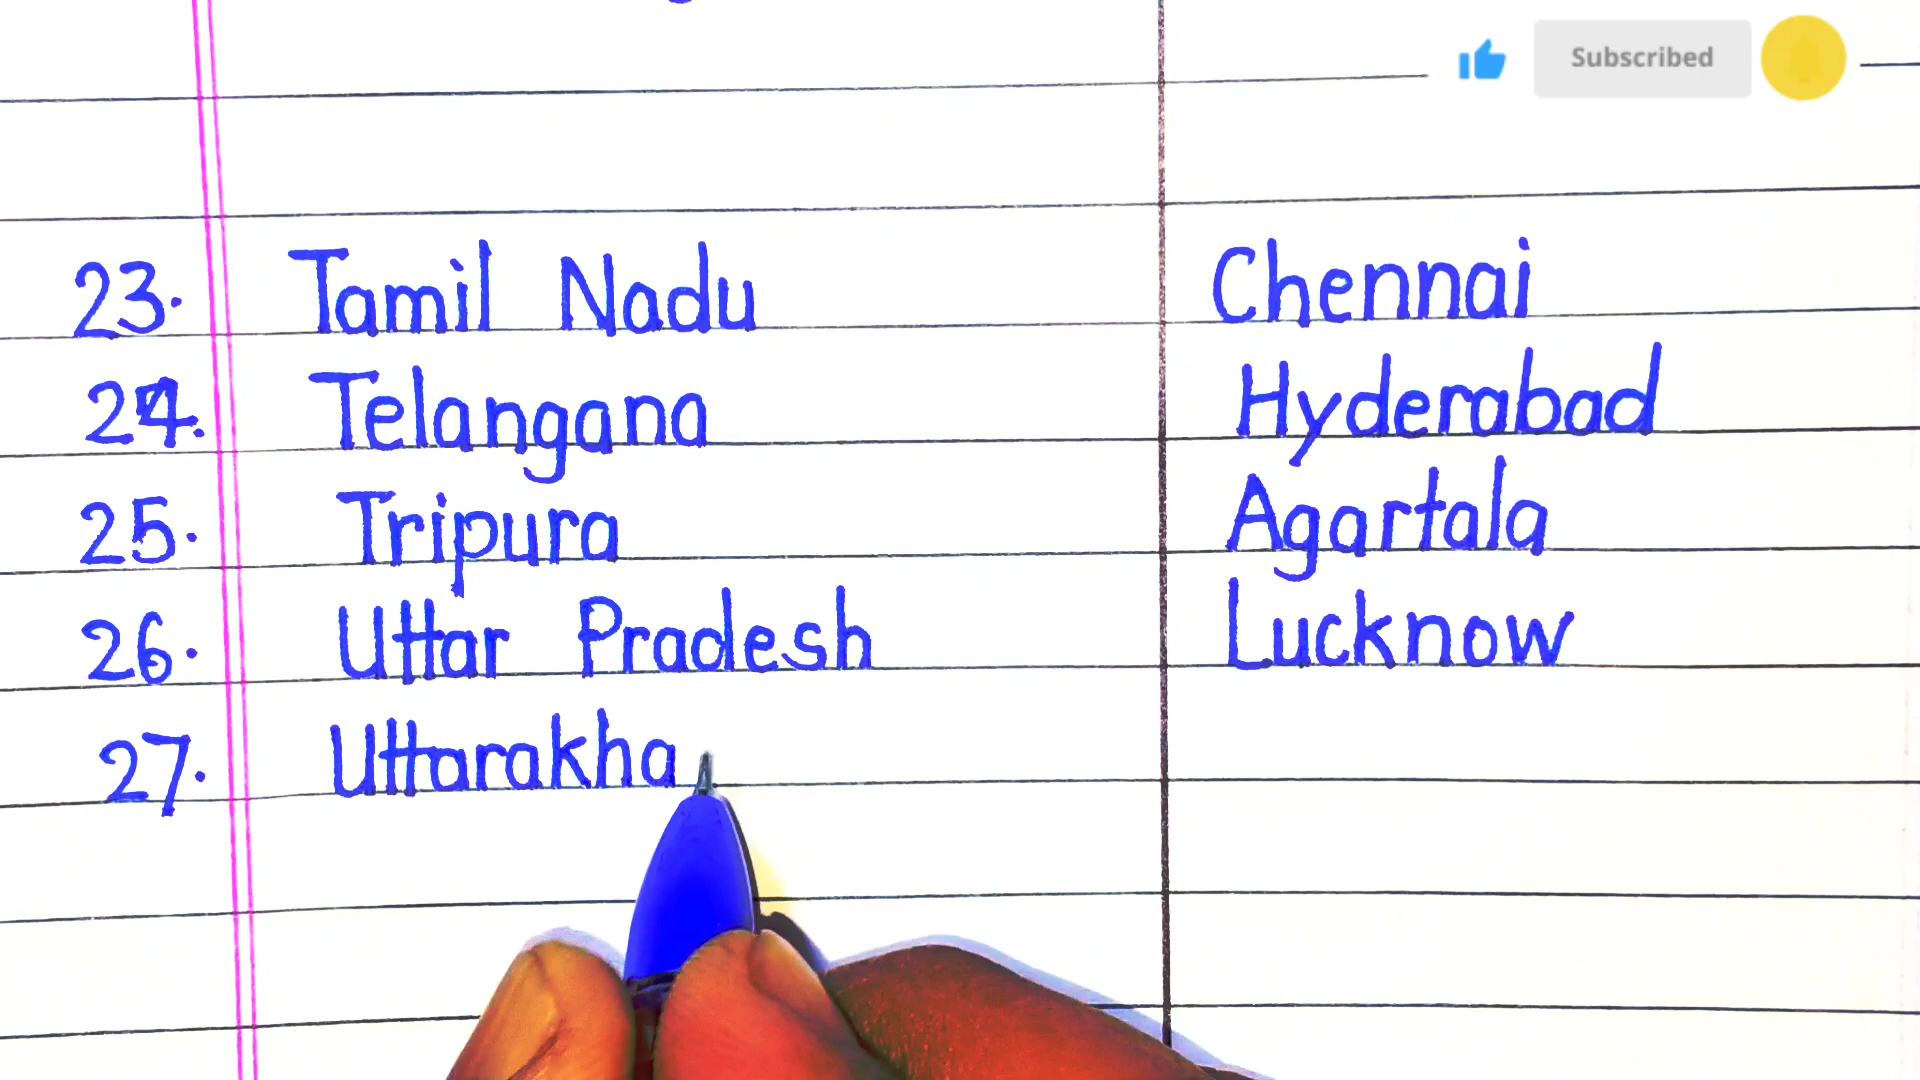 Subscribed
23. Tamil Nadu Chennai
24. Telangana Hyderabad
25. Tripura Agartala
26. Uttar Pradesh Lucknow
27. Uttarakha